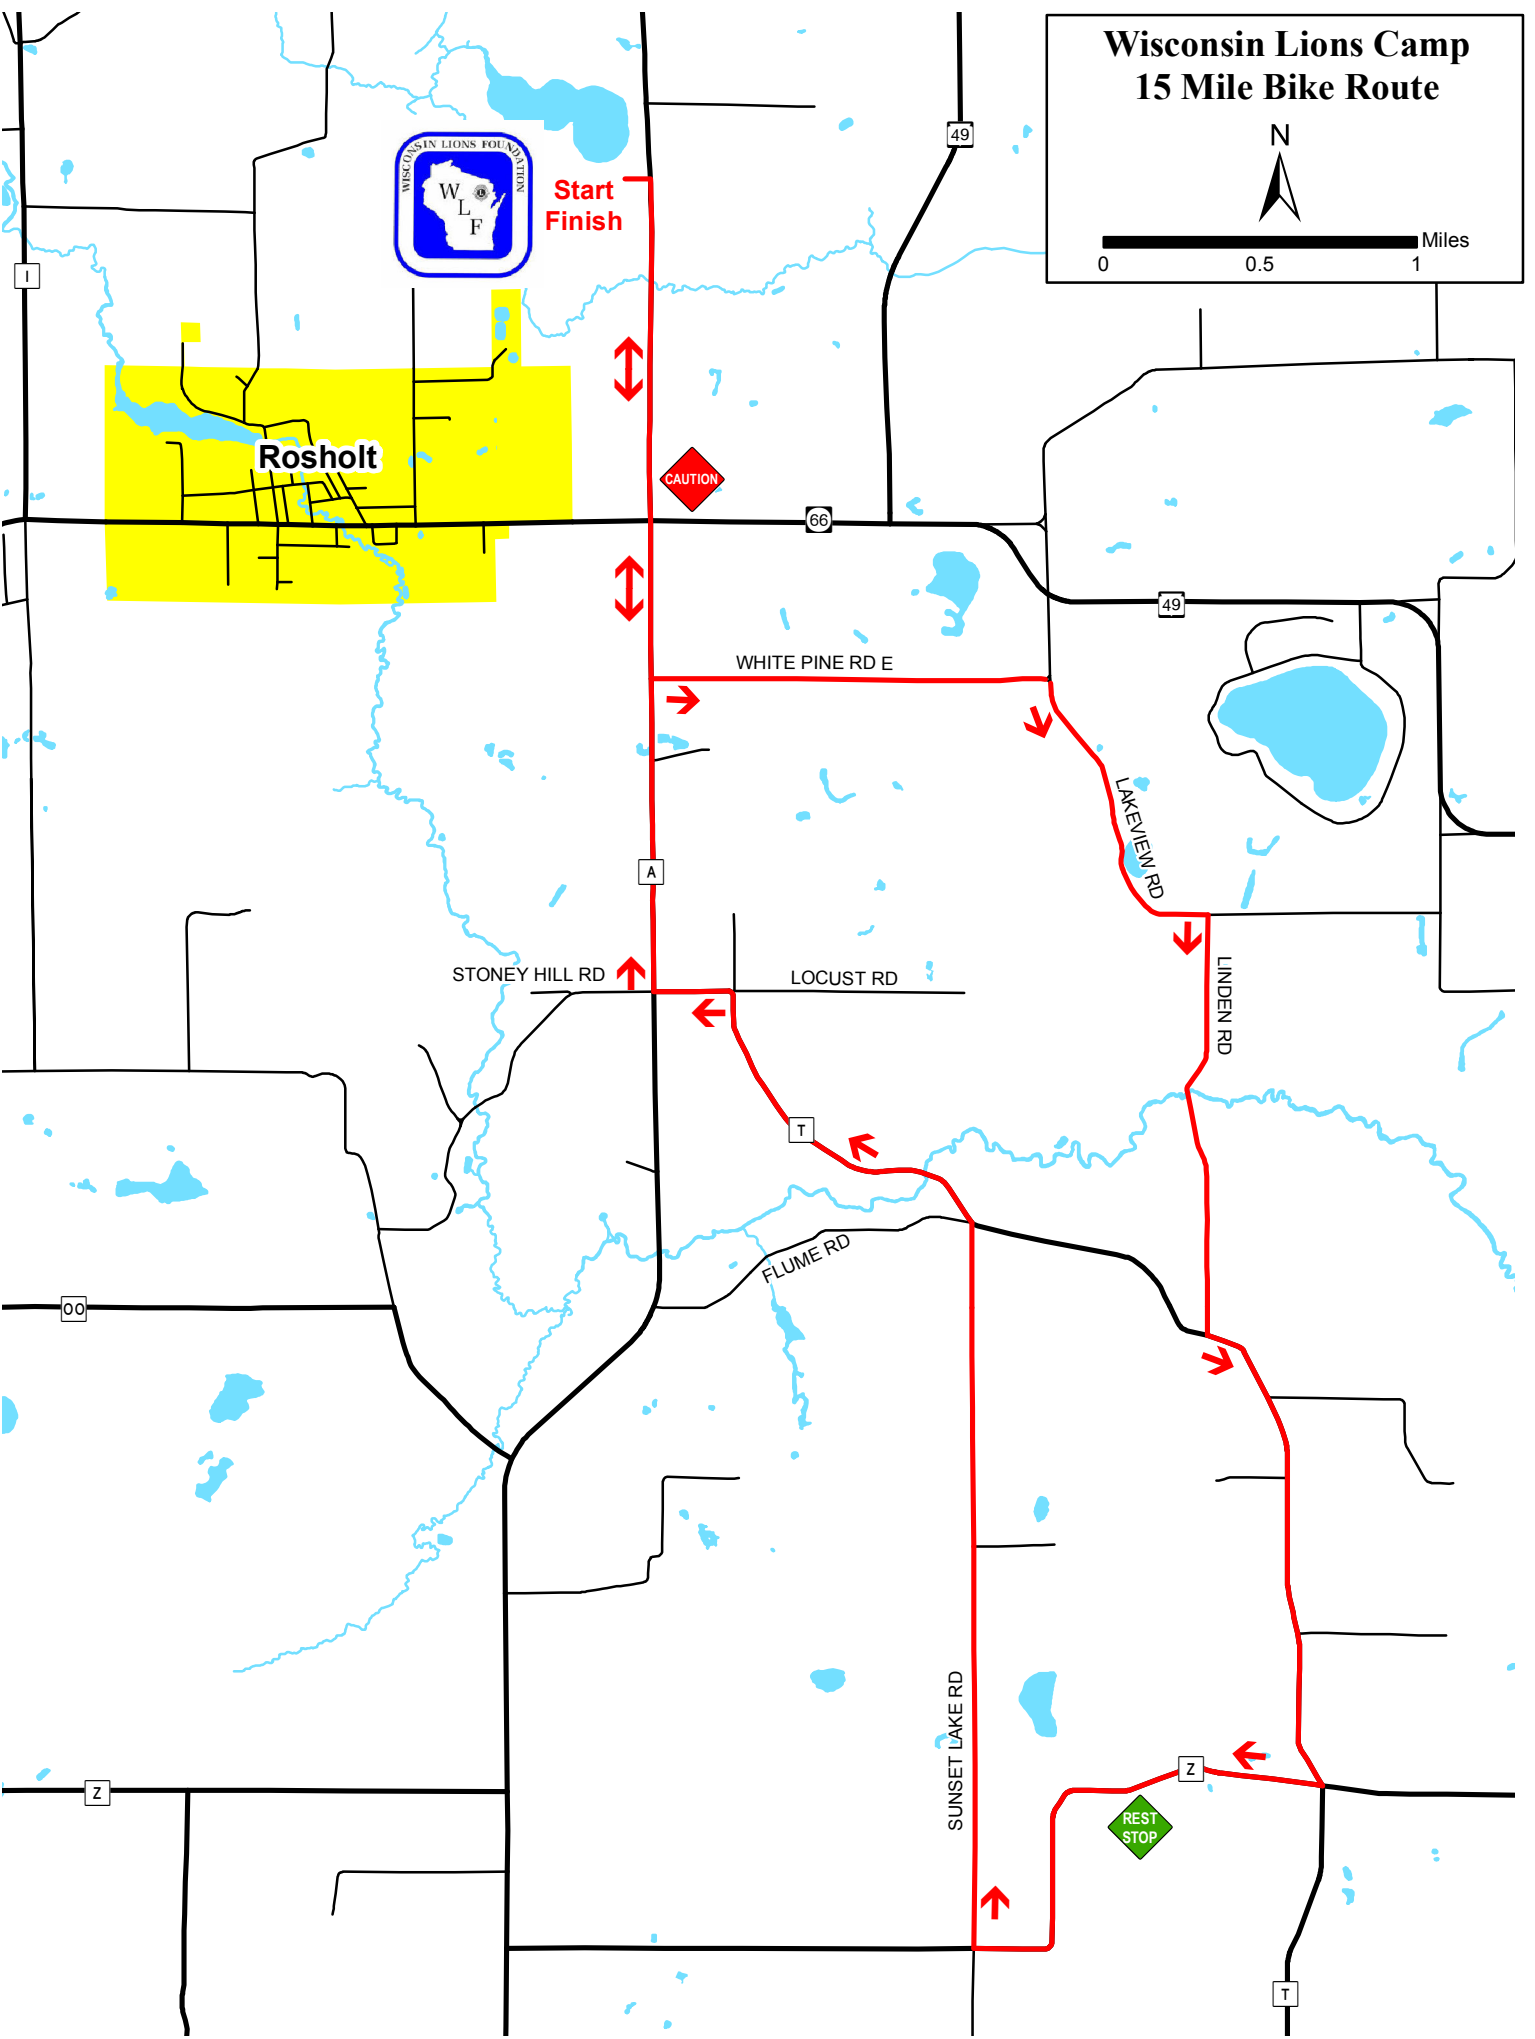 Wisconsin Lions Camp
15 Mile Bike Route
N
Miles
0 0.5 1
49
WISCONSIN LIONS FOUNDATION
W
L
L
F
Start
Finish
I
Rosholt
CAUTION
66
49
WHITE PINE RD E
LAKEVIEW RD
A
STONEY HILL RD
LOCUST RD
LINDEN RD
T
FLUME RD
OO
SUNSET LAKE RD
Z
Z
REST
STOP
T